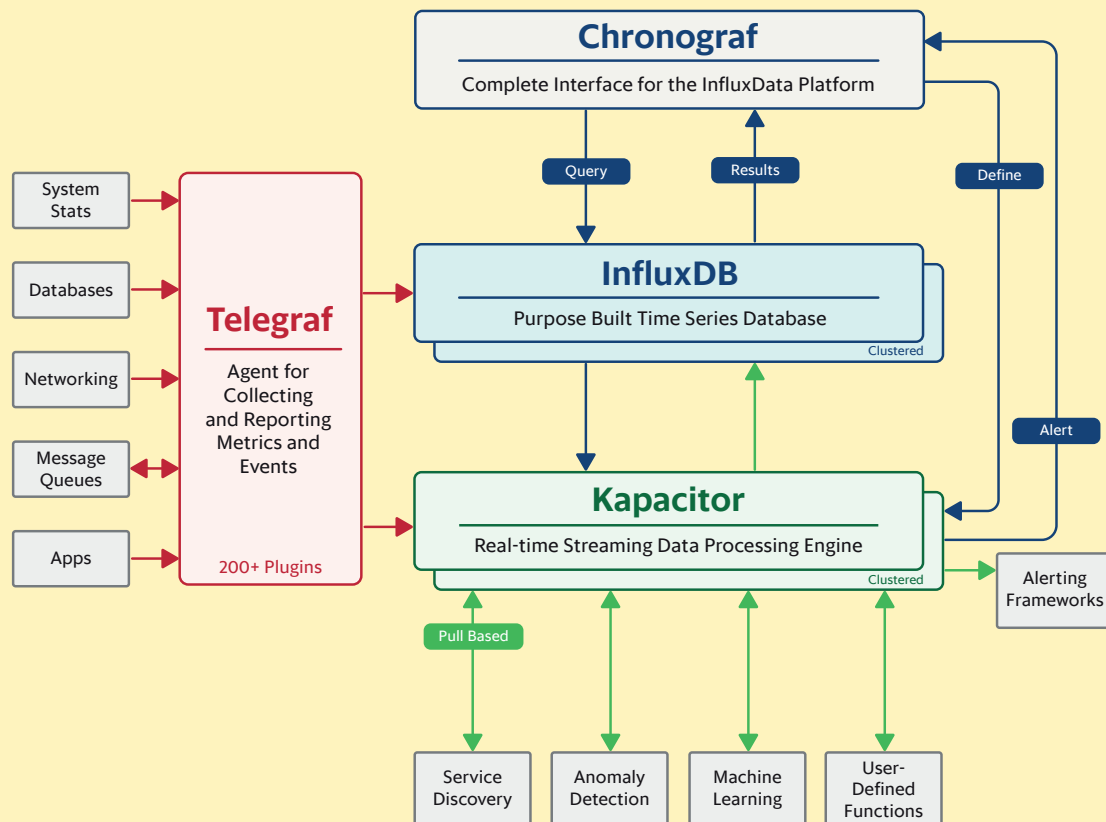 Chronograf
Complete Interface for the InfluxData Platform
Query
Results
Define
System
Stats
Databases
Networking
Message
Queues
Apps
Telegraf
Agent for
Collecting
and Reporting
Metrics and
Events
200+ Plugins
InfluxDB
Purpose Built Time Series Database
Clustered
Alert
Kapacitor
Real-time Streaming Data Processing Engine
Clustered
Alerting
Frameworks
Pull Based
Service
Discovery
Anomaly
Detection
Machine
Learning
User-
Defined
Functions